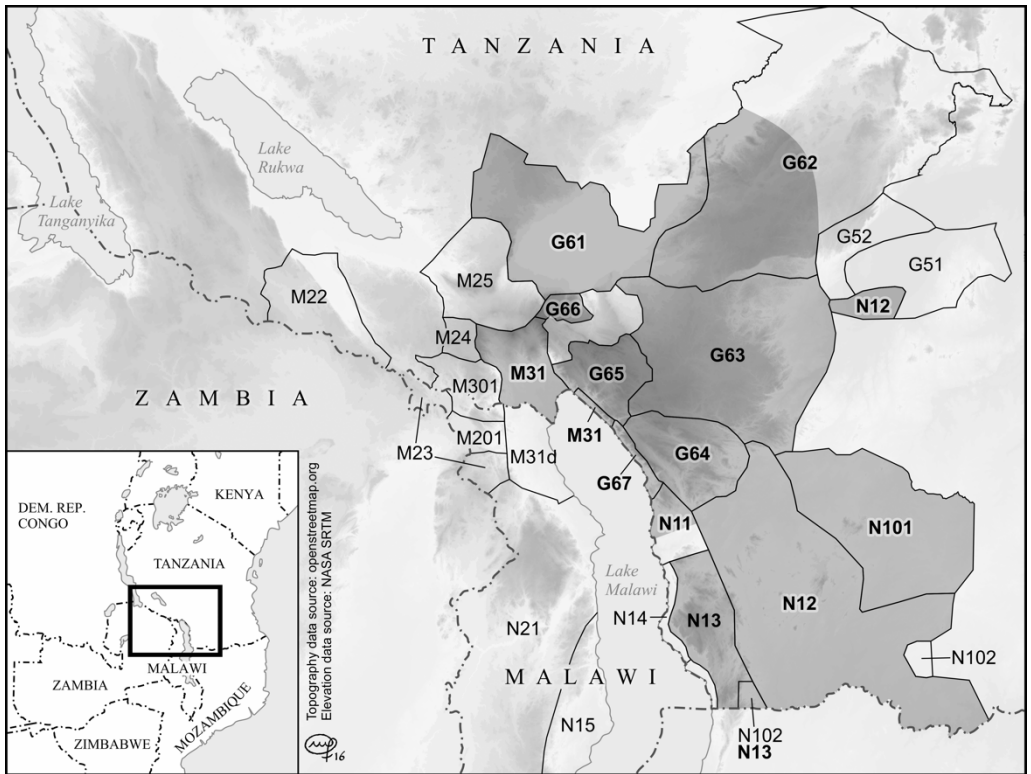 TANZANIA
Lake
Rukwa
G62
Lake
Tanganyika
G61
G52
G51
M25
M22
G66
N12
M24
G63
M31
G65
M301
ZAMBIA
M31
M201
M23
M31d
G64
G67
N101
N11
DEM. REP.
CONGO
KENYA
TANZANIA
MALAWI
ZAMBIA
MOZAMBIQUE
ZIMBABWE
Topography data source: openstreetmap.org
Elevation data source: NASA SRTM
16
Lake
Malawi
N12
N14
N13
N21
N102
MALAWI
N15
N102
N13